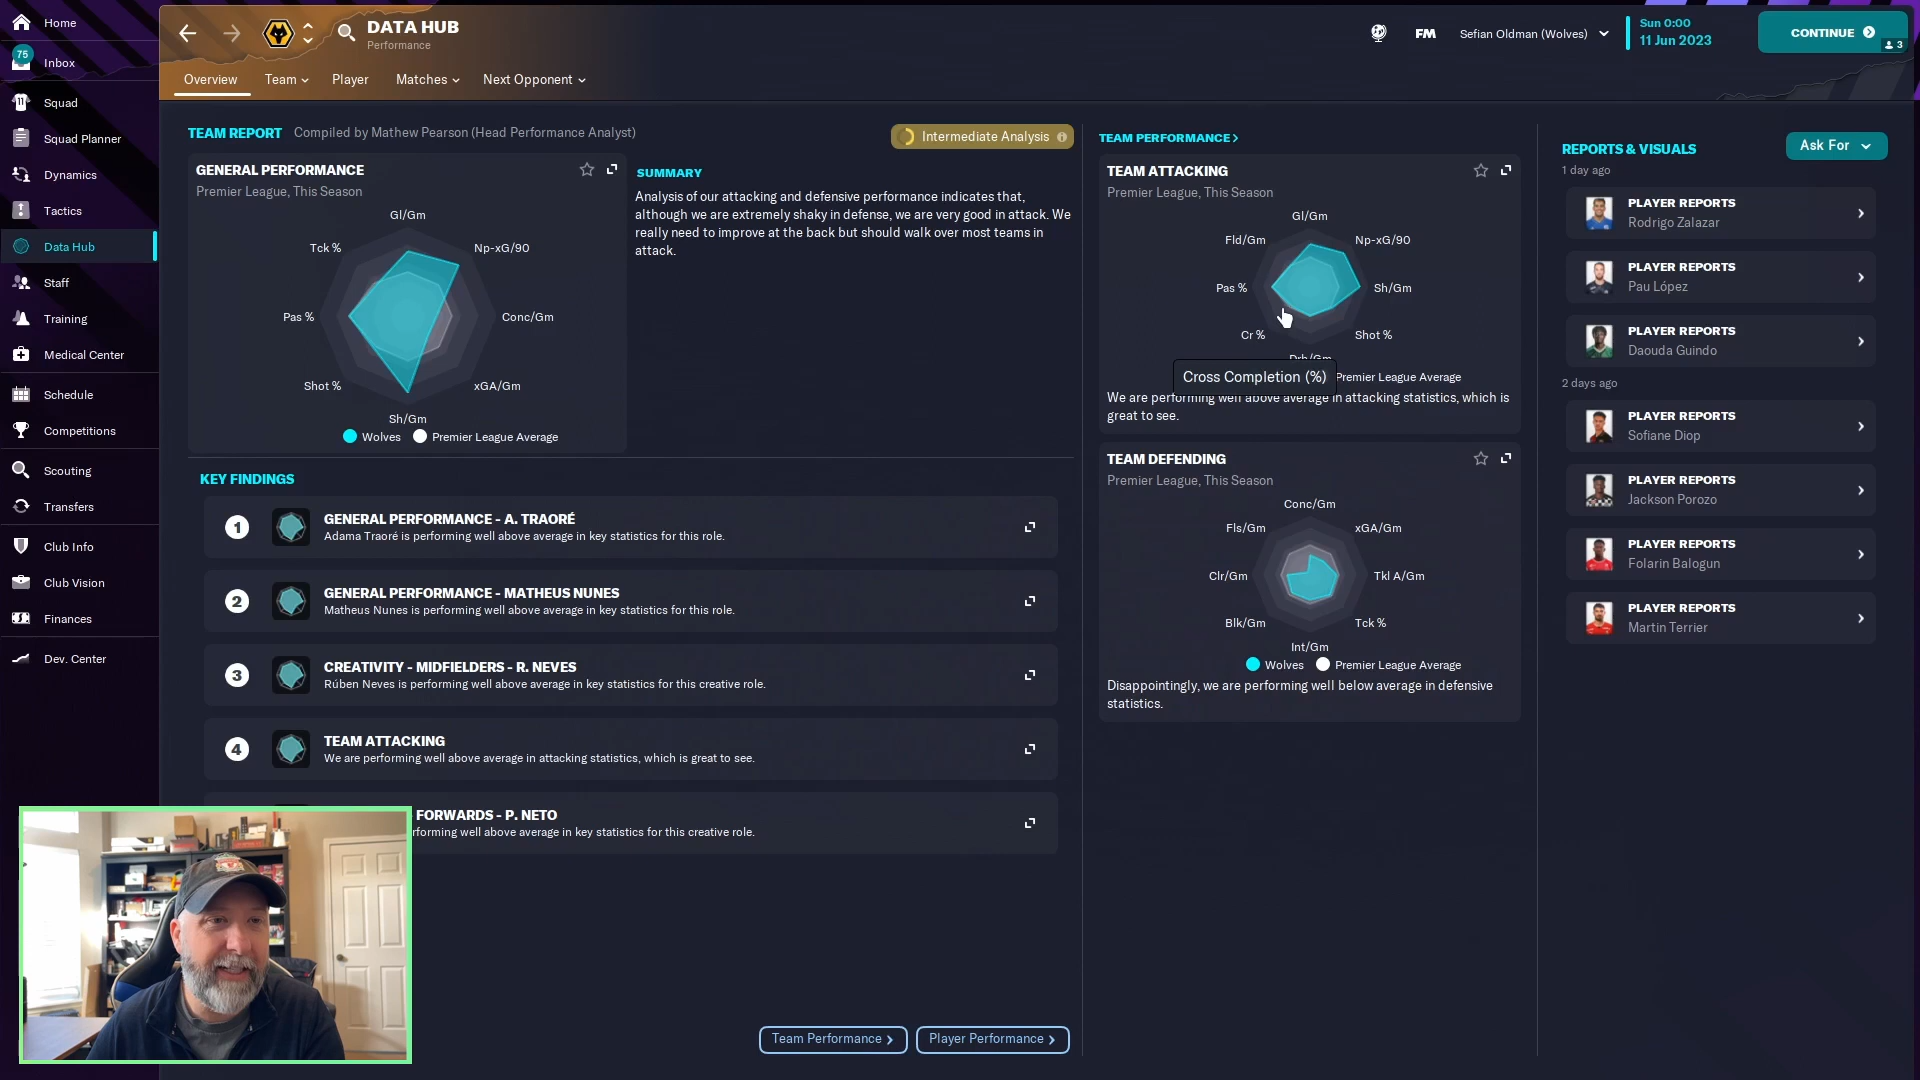 Home
75
Inbox
Squad
Squad Planner
Dynamics
Tactics
Data Hub
Staff
Training
Medical Center
Schedule
Competitions
Scouting
Transfers
Club Info
Club Vision
Finances
Dev. Center
DATA HUB
Performance
FM
Sefian Oldman (Wolves)
Sun 0:00
11 Jun 2023
CONTINUE
3
Overview
Team
Player
Matches
Next Opponent
TEAM REPORT Compiled by Mathew Pearson (Head Performance Analyst)
Intermediate Analysis
GENERAL PERFORMANCE
Premier League, This Season
Gl/Gm
Tck %
Np-xG/90
Pas %
Conc/Gm
Shot %
xGA/Gm
Sh/Gm
Wolves
Premier League Average
SUMMARY
Analysis of our attacking and defensive performance indicates that,
although we are extremely shaky in defense, we are very good in attack. We
really need to improve at the back but should walk over most teams in
attack.
KEY FINDINGS
1
GENERAL PERFORMANCE - A. TRAORÉ
Adama Traoré is performing well above average in key statistics for this role.
2
GENERAL PERFORMANCE - MATHEUS NUNES
Matheus Nunes is performing well above average in key statistics for this role.
3
CREATIVITY - MIDFIELDERS - R. NEVES
Rúben Neves is performing well above average in key statistics for this creative role.
4
TEAM ATTACKING
We are performing well above average in attacking statistics, which is great to see.
FORWARDS - P. NETO
rforming well above average in key statistics for this creative role.
Team Performance
Player Performance
TEAM PERFORMANCE
TEAM ATTACKING
Premier League, This Season
Gl/Gm
Fld/Gm
Np-xG/90
Pas %
Sh/Gm
Cr %
Shot %
Drb/Gm
Cross Completion (%)
Premier League Average
We are performing well above average in attacking statistics, which is
great to see.
TEAM DEFENDING
Premier League, This Season
Conc/Gm
Fls/Gm
xGA/Gm
Clr/Gm
Tkl A/Gm
Blk/Gm
Tck %
Int/Gm
Wolves
Premier League Average
Disappointingly, we are performing well below average in defensive
statistics.
REPORTS & VISUALS
Ask For
1 day ago
PLAYER REPORTS
Rodrigo Zalazar
PLAYER REPORTS
Pau López
PLAYER REPORTS
Daouda Guindo
2 days ago
PLAYER REPORTS
Sofiane Diop
PLAYER REPORTS
Jackson Porozo
PLAYER REPORTS
Folarin Balogun
PLAYER REPORTS
Martin Terrier